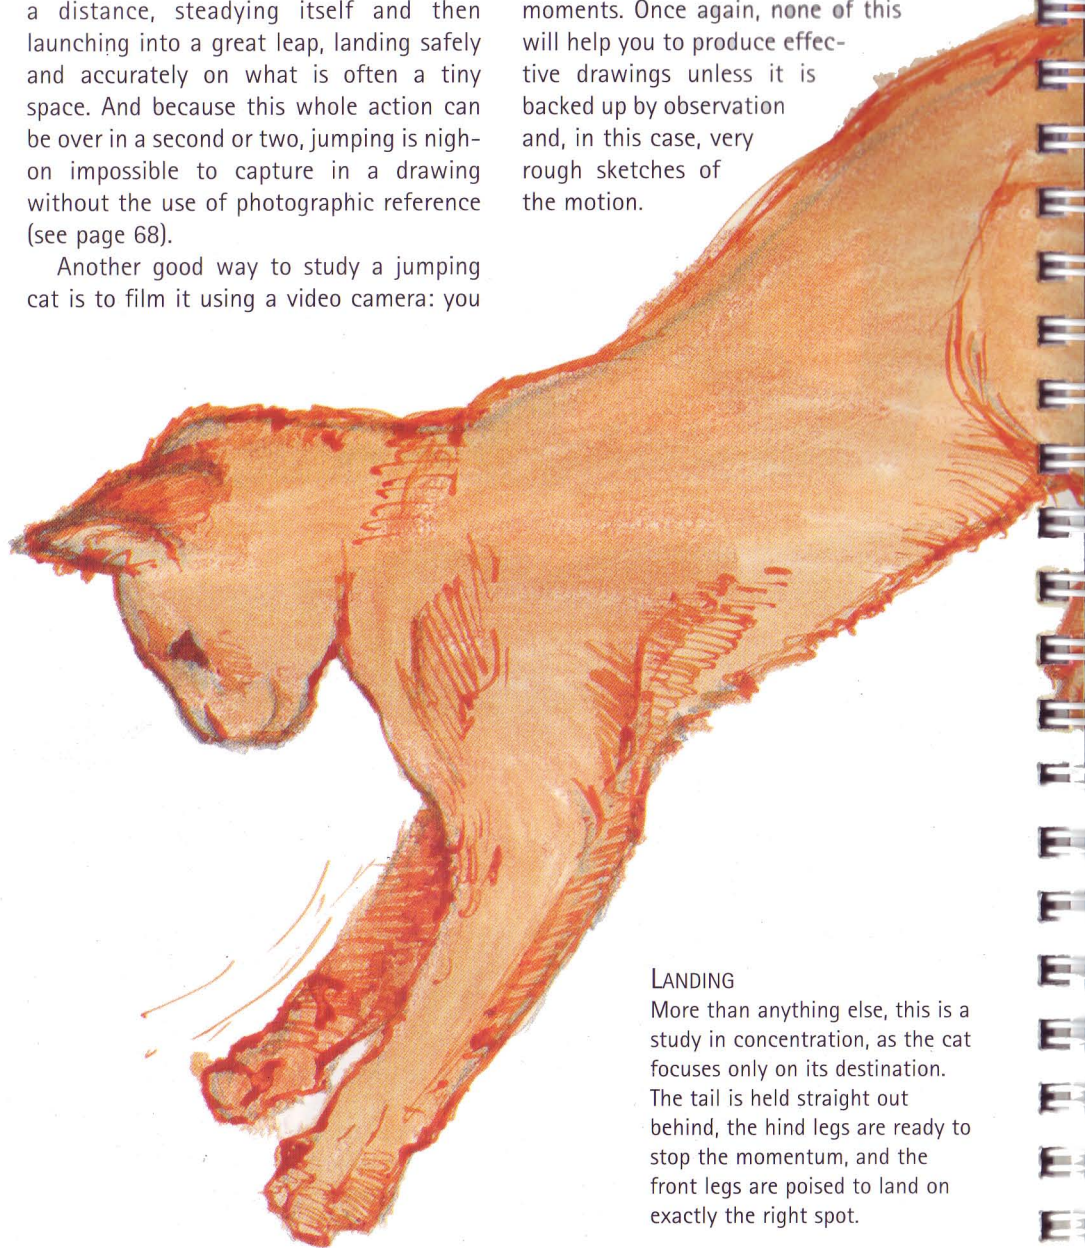 a distance, steadying itself and then
launching into a great leap, landing safely
and accurately on what is often a tiny
space. And because this whole action can
be over in a second or two, jumping is nigh-
on impossible to capture in a drawing
without the use of photographic reference
(see page 68).
Another good way to study a jumping
cat is to film it using a video camera: you
moments. Once again, none of this
will help you to produce effec-
tive drawings unless it is
backed up by observation
and, in this case, very
rough sketches of
the motion.
LANDING
More than anything else, this is a
study in concentration, as the cat
focuses only on its destination.
The tail is held straight out
behind, the hind legs are ready to
stop the momentum, and the
front legs are poised to land on
exactly the right spot.